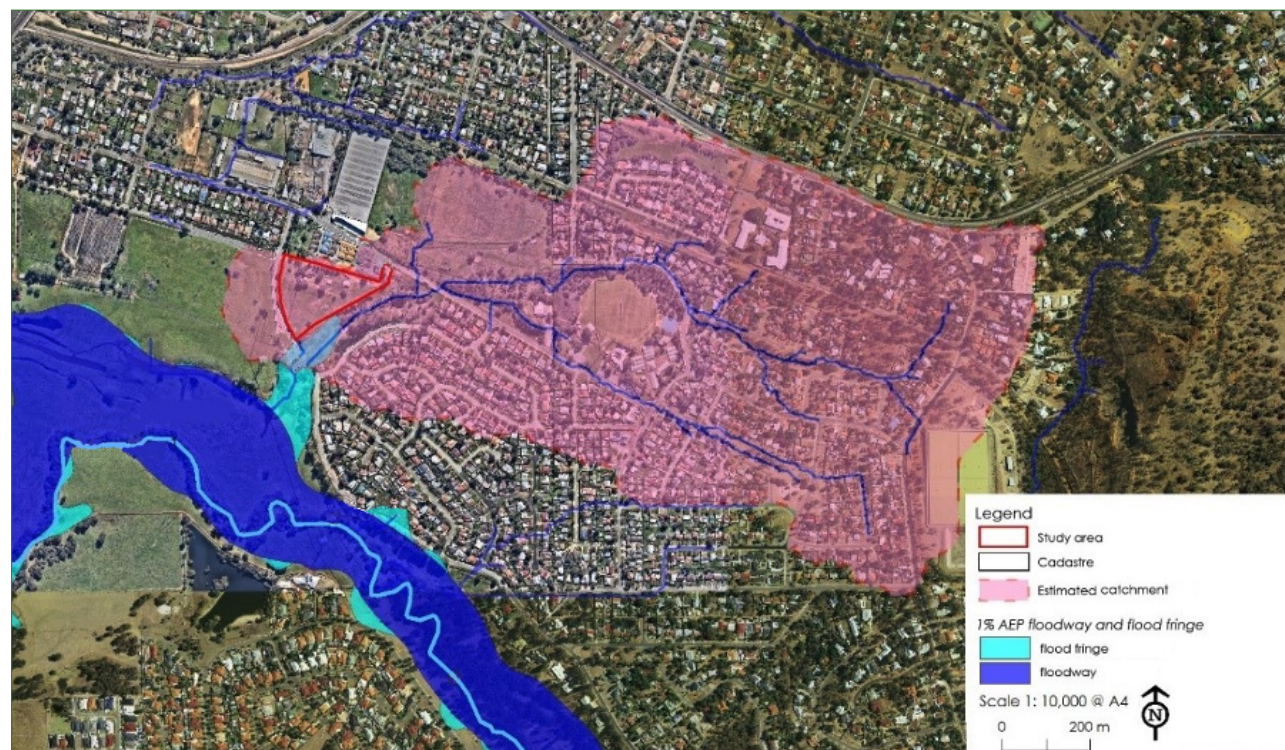 Legend
Study area
Cadastre
Estimated catchment
1% AEP floodway and flood fringe
flood fringe
floodway
Scale 1: 10,000 @ A4
N
0 200 m